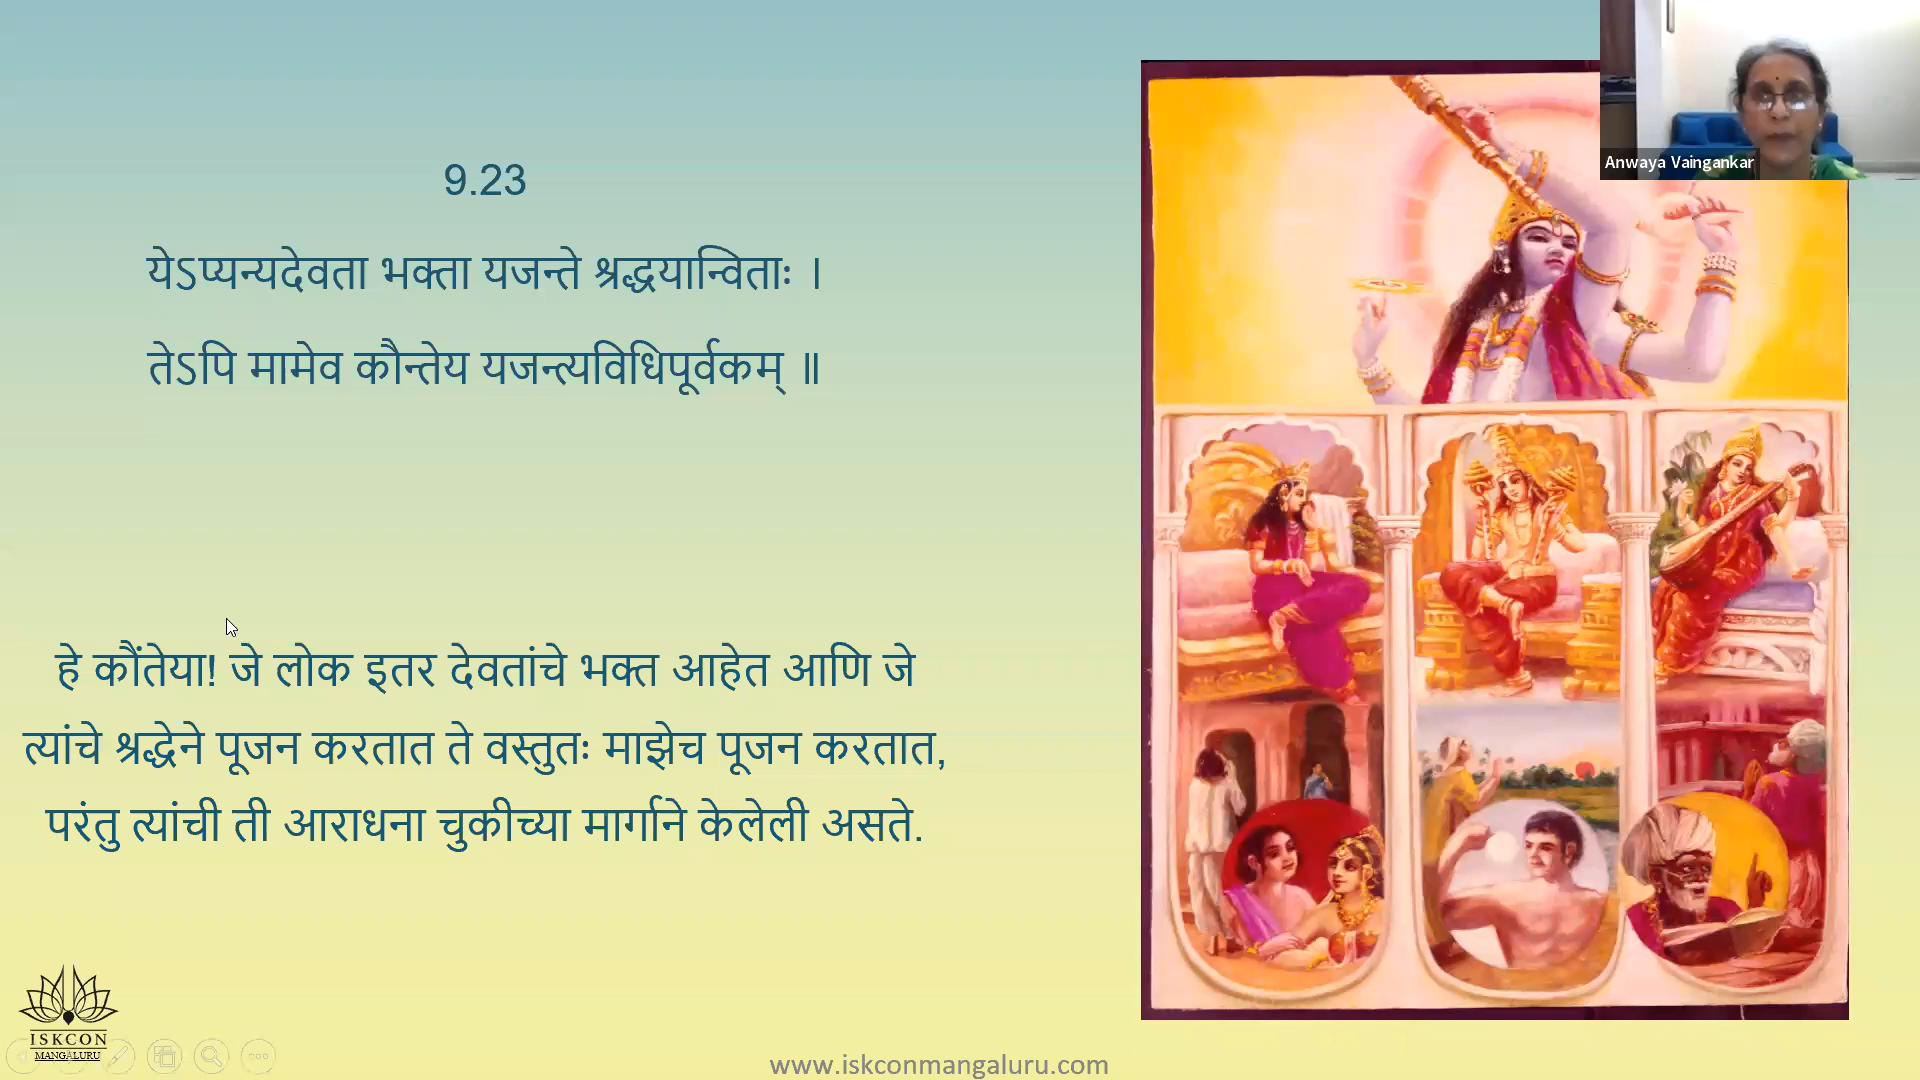 9.23
येऽप्यन्यदेवता भक्ता यजन्ते श्रद्धयान्विताः ।
तेऽपि मामेव कौन्तेय यजन्त्यविधिपूर्वकम् ॥
हे कौंतेया! जे लोक इतर देवतांचे भक्त आहेत आणि जे
त्यांचे श्रद्धेने पूजन करतात ते वस्तुतः माझेच पूजन करतात,
परंतु त्यांची ती आराधना चुकीच्या मार्गाने केलेली असते.
Anwaya Vaingankar
ISKCON
MANGALURU
www.iskconmangaluru.com